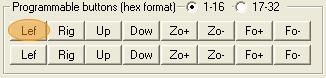 Programmable buttons (hex format) 1-16 17-32
Lef Rig Up Dow Zo+ Zo- Fo+ Fo-
Lef Rig Up Dow Zo+ Zo- Fo+ Fo-